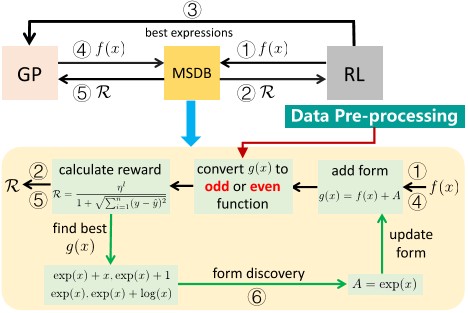 ③
best expressions
④ f(x)
① f(x)
GP
MSDB
RL
⑤ R
② R
Data Pre-processing
② calculate reward
convert g(x) to
add form
①
R
R = η^l / (1 + √(∑_{i=1}^{n} (y − ŷ)^2))
odd or even
g(x) = f(x) + A
f(x)
⑤
function
④
find best
g(x)
update
form
exp(x) + x. exp(x) + 1
exp(x). exp(x) + log(x)
form discovery
⑥
A = exp(x)